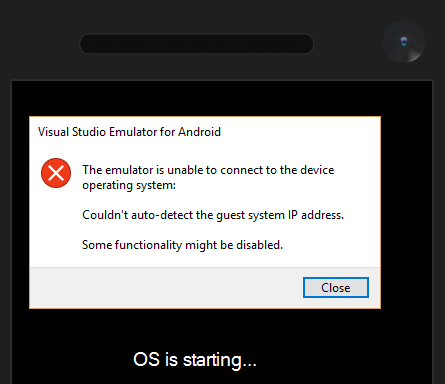 Visual Studio Emulator for Android
The emulator is unable to connect to the device
operating system:
Couldn't auto-detect the guest system IP address.
Some functionality might be disabled.
Close
OS is starting...